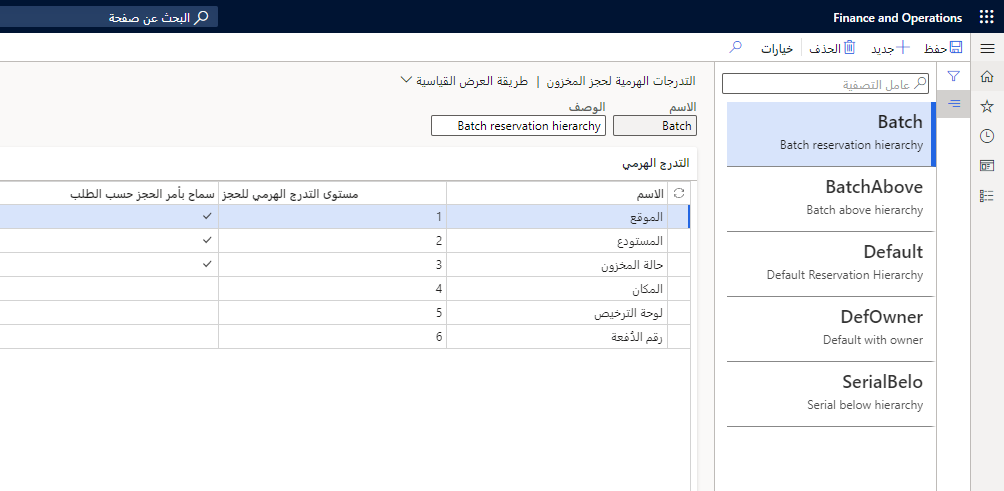 Finance and Operations
البحث عن صفحة
حفظ
جديد
الحذف
خيارات
عامل التصفية
Batch
Batch reservation hierarchy
BatchAbove
Batch above hierarchy
Default
Default Reservation Hierarchy
DefOwner
Default with owner
SerialBelo
Serial below hierarchy
التدرجات الهرمية لحجز المخزون | طريقة العرض القياسية
الاسم الوصف
Batch Batch reservation hierarchy
التدرج الهرمي
الاسم مستوى التدرج الهرمي للحجز سماح بأمر الحجز حسب الطلب
الموقع 1
المستودع 2
حالة المخزون 3
المكان 4
لوحة الترخيص 5
رقم الدُفعة 6